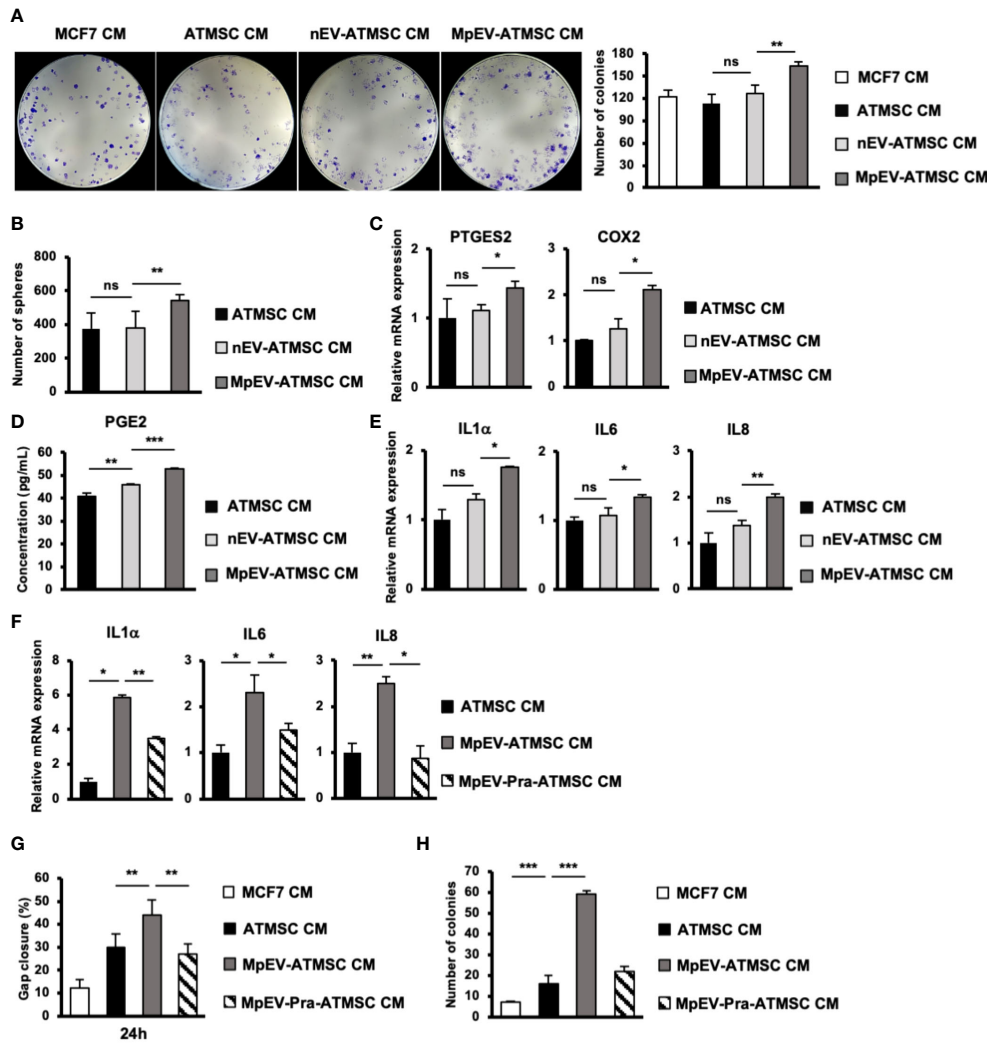 A
MCF7 CM ATMSC CM nEV-ATMSC CM MpEV-ATMSC CM
Number of colonies
180
150
120
90
60
30
0
ns
**
MCF7 CM
ATMSC CM
nEV-ATMSC CM
MpEV-ATMSC CM
B
Number of spheres
800
600
400
200
0
ns
**
ATMSC CM
nEV-ATMSC CM
MpEV-ATMSC CM
C
Relative mRNA expression
PTGES2
2
1
0
ns
*
COX2
3
2
1
0
ns
*
ATMSC CM
nEV-ATMSC CM
MpEV-ATMSC CM
D
PGE2
Concentration (pg/mL)
60
50
40
30
20
10
0
**
***
ATMSC CM
nEV-ATMSC CM
MpEV-ATMSC CM
E
Relative mRNA expression
IL1α
2
1
0
ns
*
IL6
2
1
0
ns
*
IL8
3
2
1
0
ns
**
ATMSC CM
nEV-ATMSC CM
MpEV-ATMSC CM
F
Relative mRNA expression
IL1α
8
6
4
2
0
*
**
IL6
3
2
1
0
*
*
IL8
3
2
1
0
**
*
ATMSC CM
MpEV-ATMSC CM
MpEV-Pra-ATMSC CM
G
Gap closure (%)
60
50
40
30
20
10
0
**
**
24h
MCF7 CM
ATMSC CM
MpEV-ATMSC CM
MpEV-Pra-ATMSC CM
H
Number of colonies
70
60
50
40
30
20
10
0
***
***
MCF7 CM
ATMSC CM
MpEV-ATMSC CM
MpEV-Pra-ATMSC CM